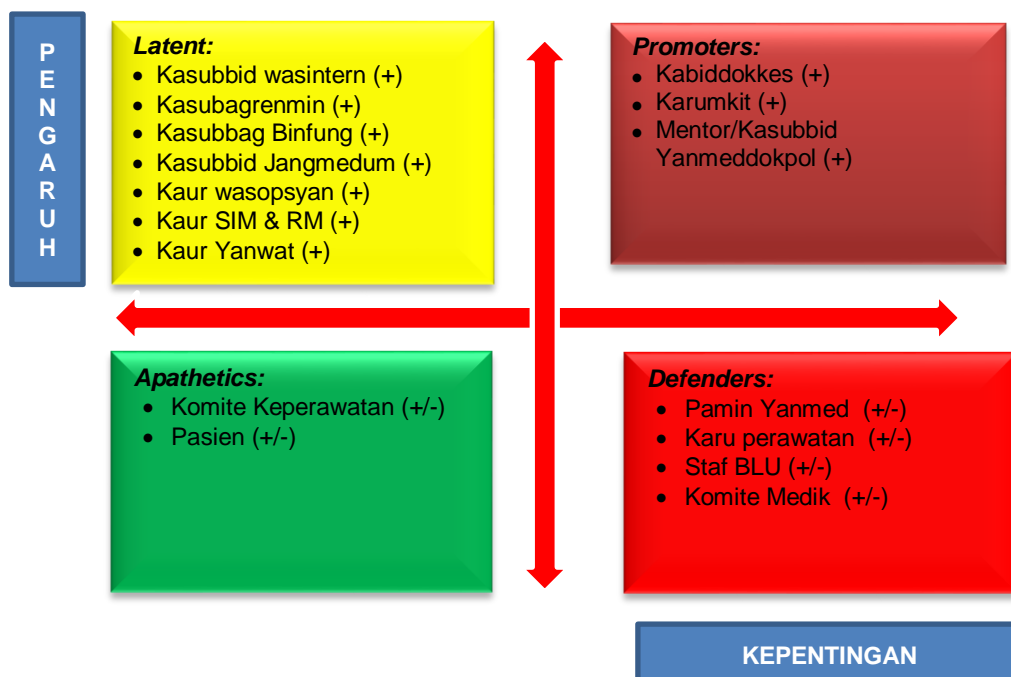 PENGARUH
Latent:
• Kasubbid wasintern (+)
• Kasubagrenmin (+)
• Kasubbag Binfung (+)
• Kasubbid Jangmedum (+)
• Kaur wasopsyan (+)
• Kaur SIM & RM (+)
• Kaur Yanwat (+)
Promoters:
• Kabiddokkes (+)
• Karumkit (+)
• Mentor/Kasubbid
Yanmeddokpol (+)
Apathetics:
• Komite Keperawatan (+/-)
• Pasien (+/-)
Defenders:
• Pamin Yanmed (+/-)
• Karu perawatan (+/-)
• Staf BLU (+/-)
• Komite Medik (+/-)
KEPENTINGAN